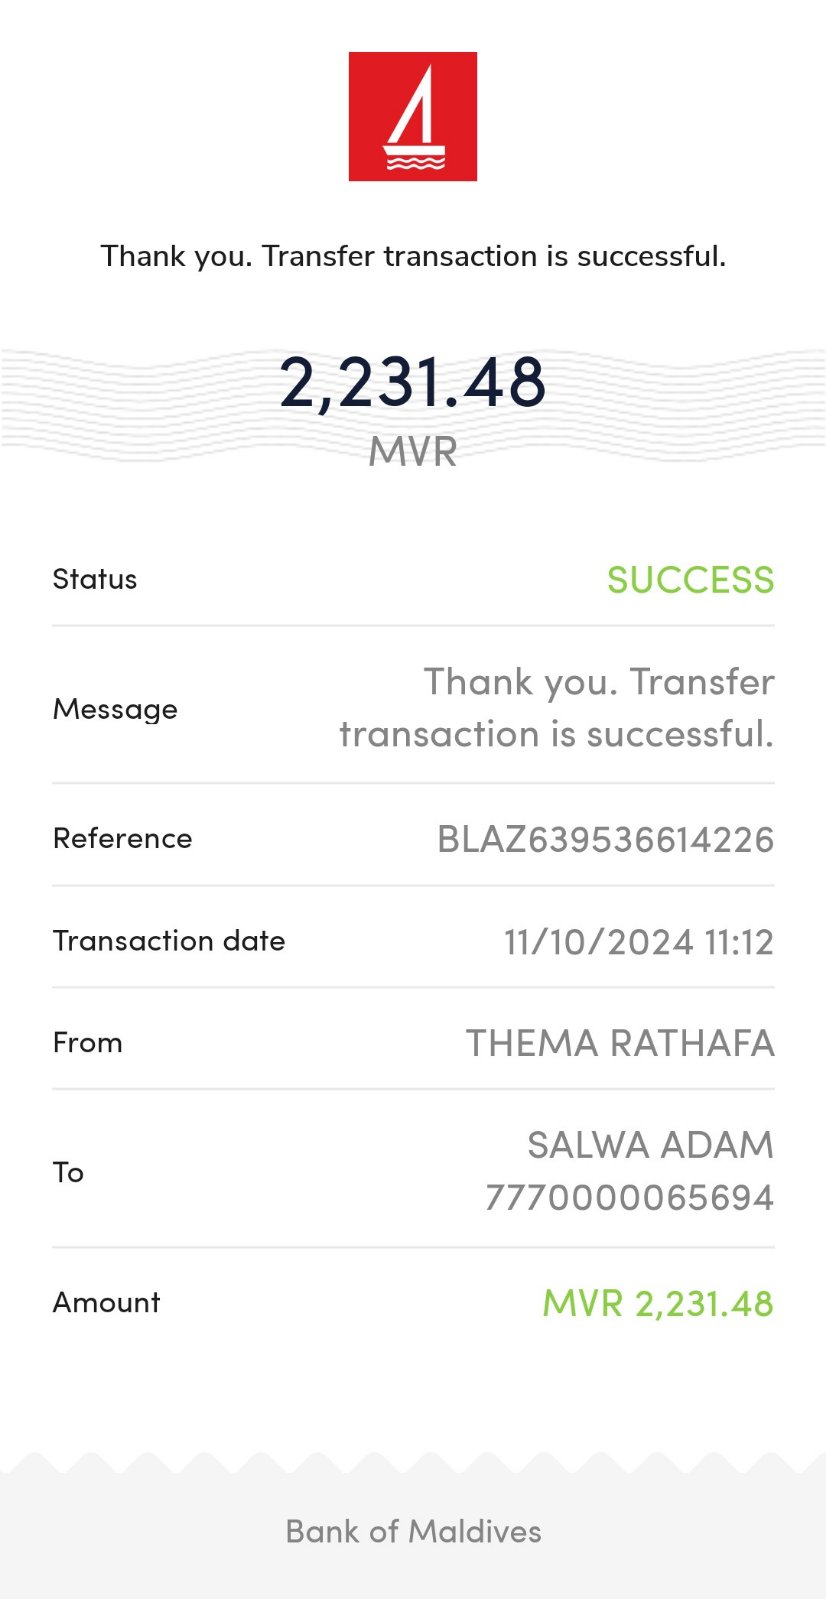 Thank you. Transfer transaction is successful.
2,231.48
MVR
Status SUCCESS
Message Thank you. Transfer
transaction is successful.
Reference BLAZ639536614226
Transaction date 11/10/2024 11:12
From THEMA RATHAFA
To SALWA ADAM
7770000065694
Amount MVR 2,231.48
Bank of Maldives